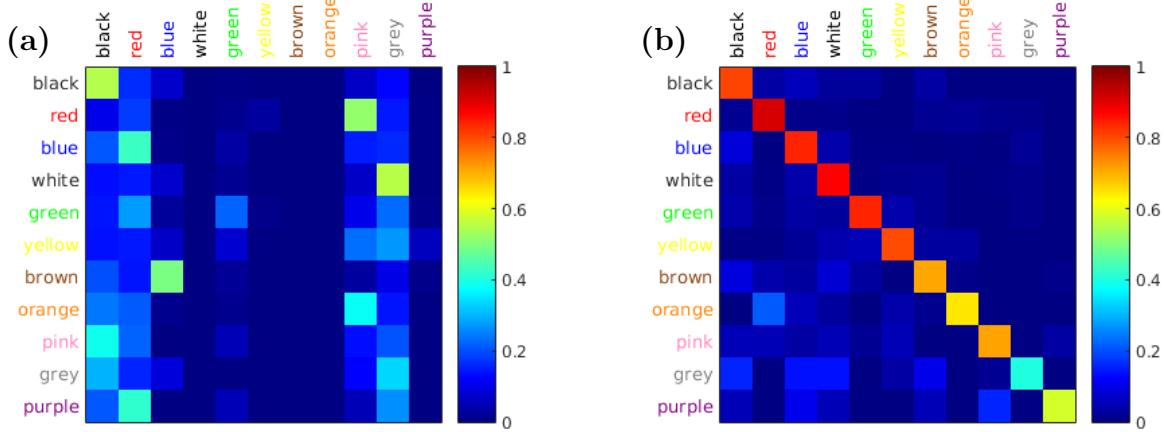 (a)
black red blue white green yellow brown orange pink grey purple
black
red
blue
white
green
yellow
brown
orange
pink
grey
purple
1
0.8
0.6
0.4
0.2
0
(b)
black red blue white green yellow brown orange pink grey purple
black
red
blue
white
green
yellow
brown
orange
pink
grey
purple
1
0.8
0.6
0.4
0.2
0